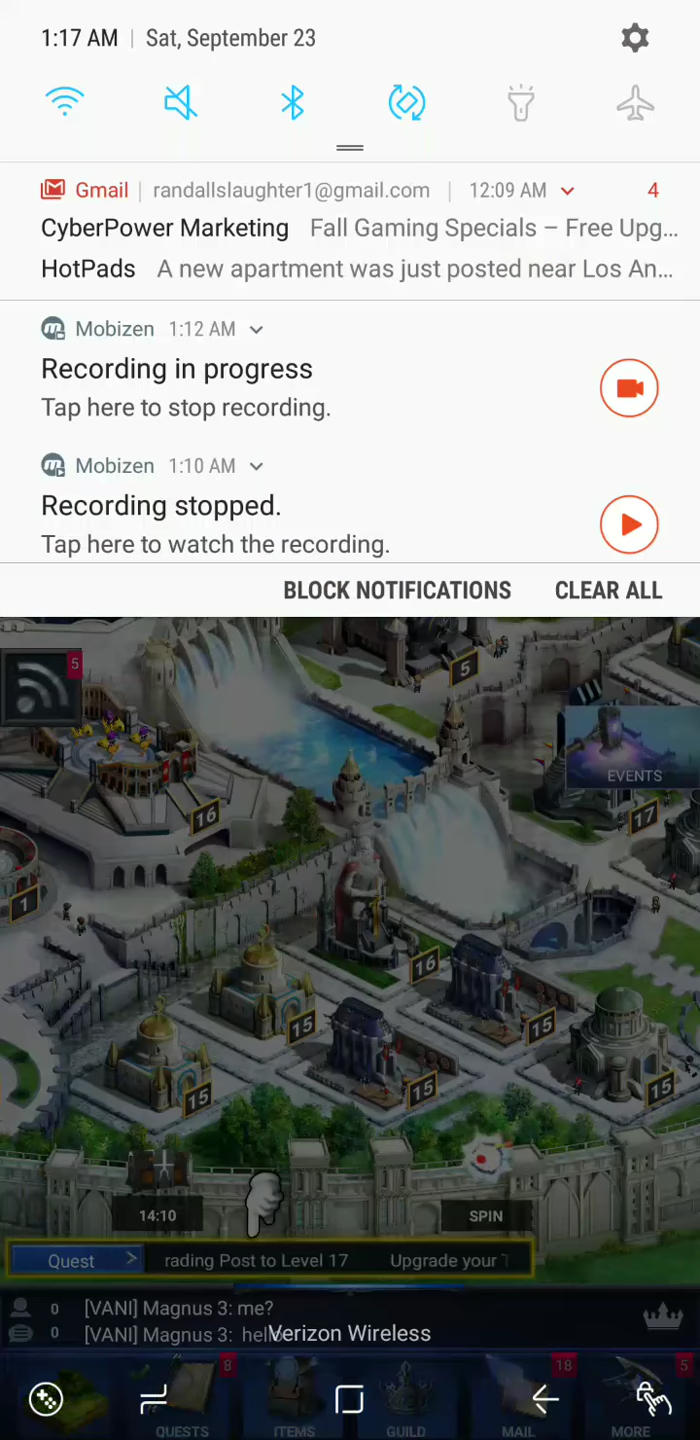 1:17 AM | Sat, September 23
Gmail | randallslaughter1@gmail.com | 12:09 AM 4
CyberPower Marketing Fall Gaming Specials – Free Upg...
HotPads A new apartment was just posted near Los An...
Mobizen 1:12 AM
Recording in progress
Tap here to stop recording.
Mobizen 1:10 AM
Recording stopped.
Tap here to watch the recording.
BLOCK NOTIFICATIONS CLEAR ALL
5
5
EVENTS
16
17
1
16
15
15
15
15
15
14:10
SPIN
Quest > rading Post to Level 17 Upgrade your
0 [VANI] Magnus 3: me?
0 [VANI] Magnus 3:
Verizon Wireless
8
18
5
QUESTS
ITEMS
GUILD
MAIL
MORE